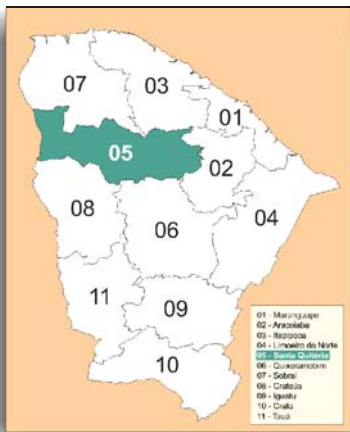 07
03
01
05
02
08
04
06
11
09
10
01 - Maranguape
02 - Aracoiaba
03 - Itapipoca
04 - Limoeiro do Norte
05 - Santa Quitéria
06 - Quixeramobim
07 - Sobral
08 - Crateús
09 - Iguatu
10 - Crato
11 - Tauá